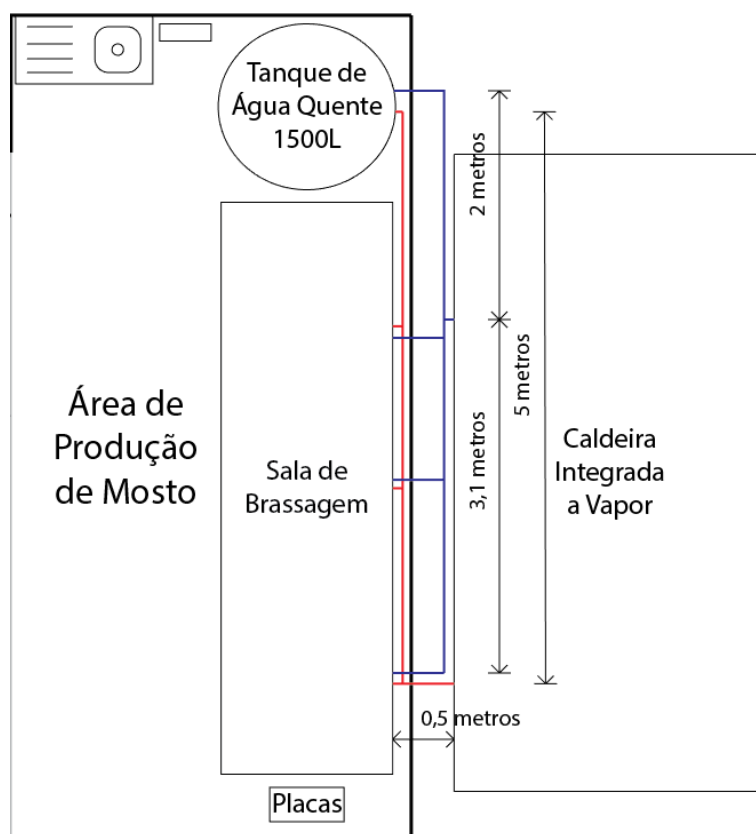 Tanque de
Água Quente
1500L
2 metros
5 metros
3,1 metros
Área de
Produção
de Mosto
Sala de
Brassagem
Caldeira
Integrada
a Vapor
0,5 metros
Placas